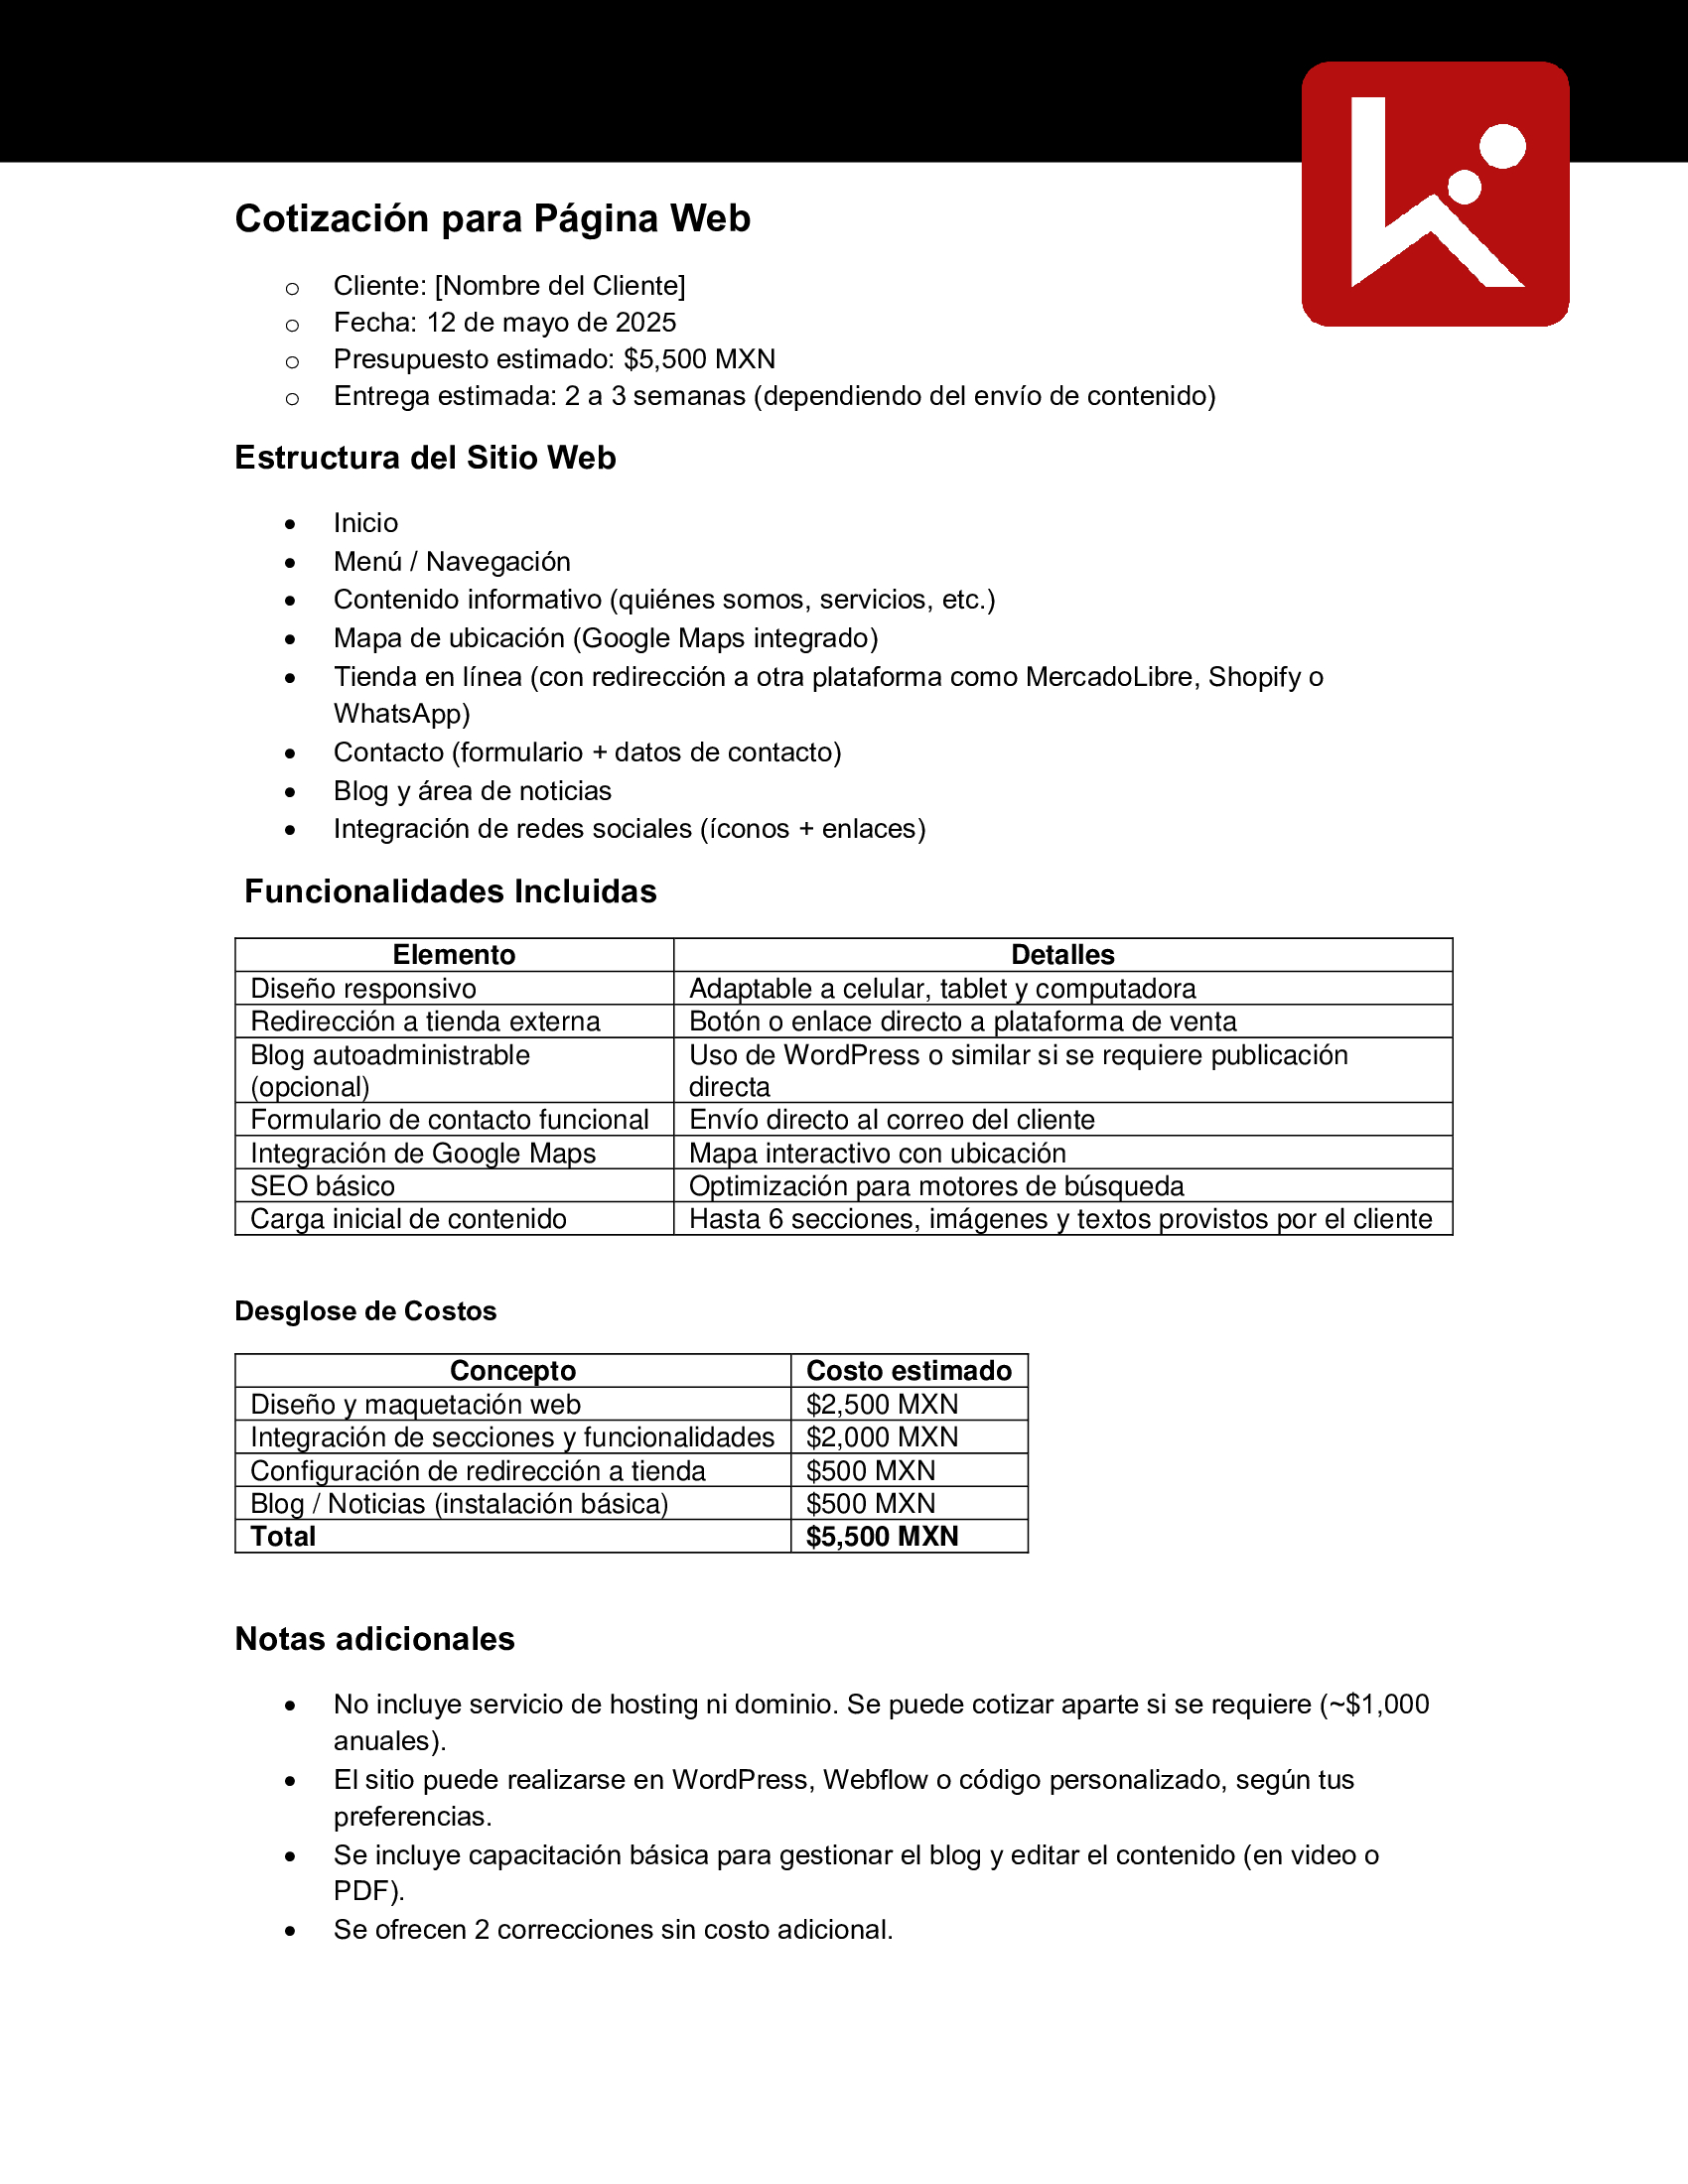 Cotización para Página Web
○ Cliente: [Nombre del Cliente]
○ Fecha: 12 de mayo de 2025
○ Presupuesto estimado: $5,500 MXN
○ Entrega estimada: 2 a 3 semanas (dependiendo del envío de contenido)
Estructura del Sitio Web
• Inicio
• Menú / Navegación
• Contenido informativo (quiénes somos, servicios, etc.)
• Mapa de ubicación (Google Maps integrado)
• Tienda en línea (con redirección a otra plataforma como MercadoLibre, Shopify o
WhatsApp)
• Contacto (formulario + datos de contacto)
• Blog y área de noticias
• Integración de redes sociales (íconos + enlaces)
Funcionalidades Incluidas
Elemento Detalles
Diseño responsivo Adaptable a celular, tablet y computadora
Redirección a tienda externa Botón o enlace directo a plataforma de venta
Blog autoadministrable Uso de WordPress o similar si se requiere publicación
(opcional) directa
Formulario de contacto funcional Envío directo al correo del cliente
Integración de Google Maps Mapa interactivo con ubicación
SEO básico Optimización para motores de búsqueda
Carga inicial de contenido Hasta 6 secciones, imágenes y textos provistos por el cliente
Desglose de Costos
Concepto Costo estimado
Diseño y maquetación web $2,500 MXN
Integración de secciones y funcionalidades $2,000 MXN
Configuración de redirección a tienda $500 MXN
Blog / Noticias (instalación básica) $500 MXN
Total $5,500 MXN
Notas adicionales
• No incluye servicio de hosting ni dominio. Se puede cotizar aparte si se requiere (~$1,000
anuales).
• El sitio puede realizarse en WordPress, Webflow o código personalizado, según tus
preferencias.
• Se incluye capacitación básica para gestionar el blog y editar el contenido (en video o
PDF).
• Se ofrecen 2 correcciones sin costo adicional.